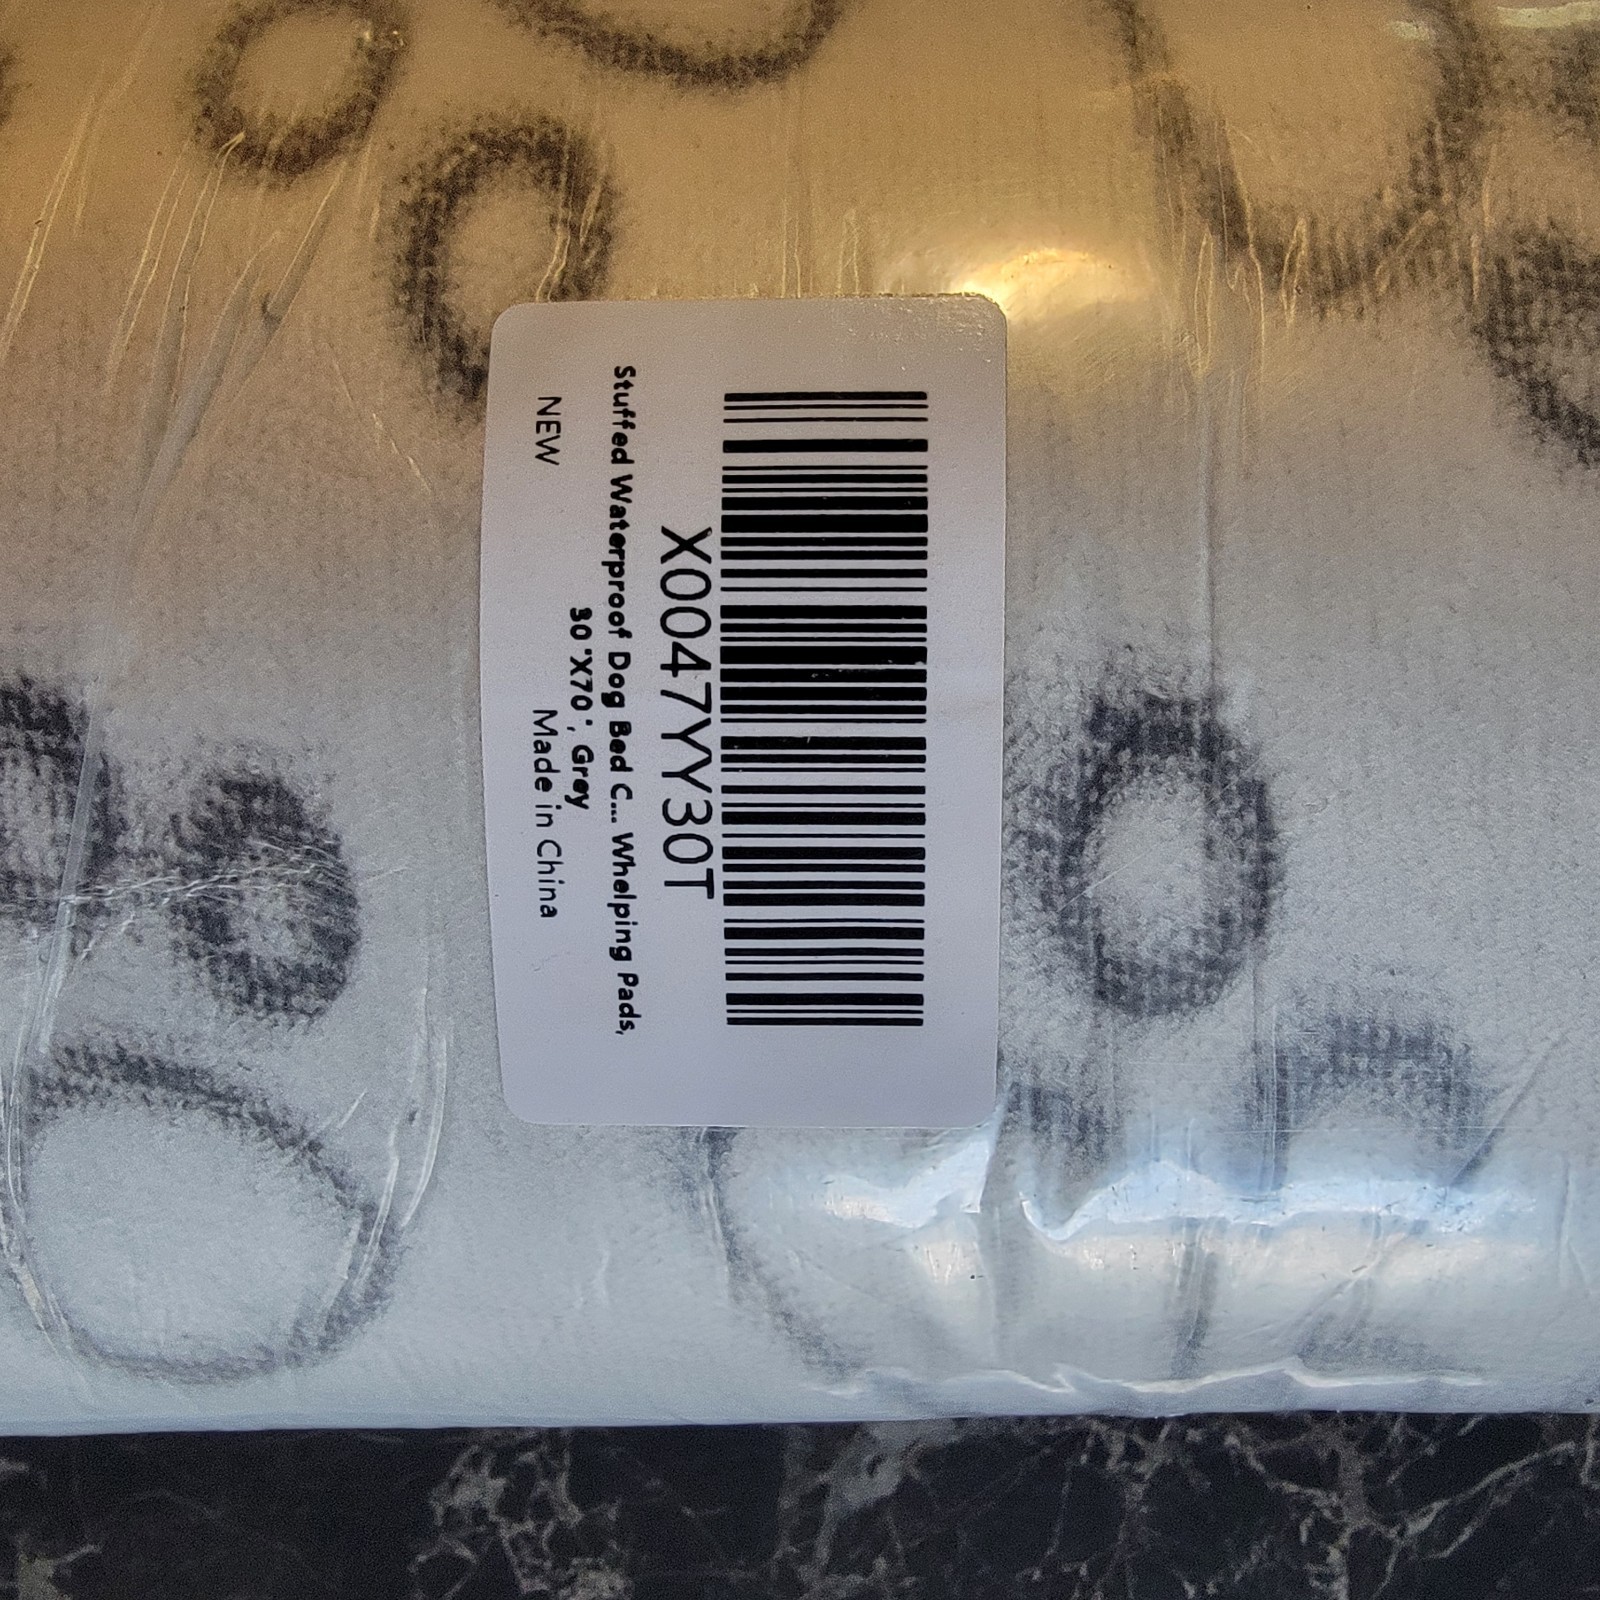 X0047YY30T
Stuffed Waterproof Dog Bed C... Whelping Pads,
30"X70", Grey
NEW
Made in China